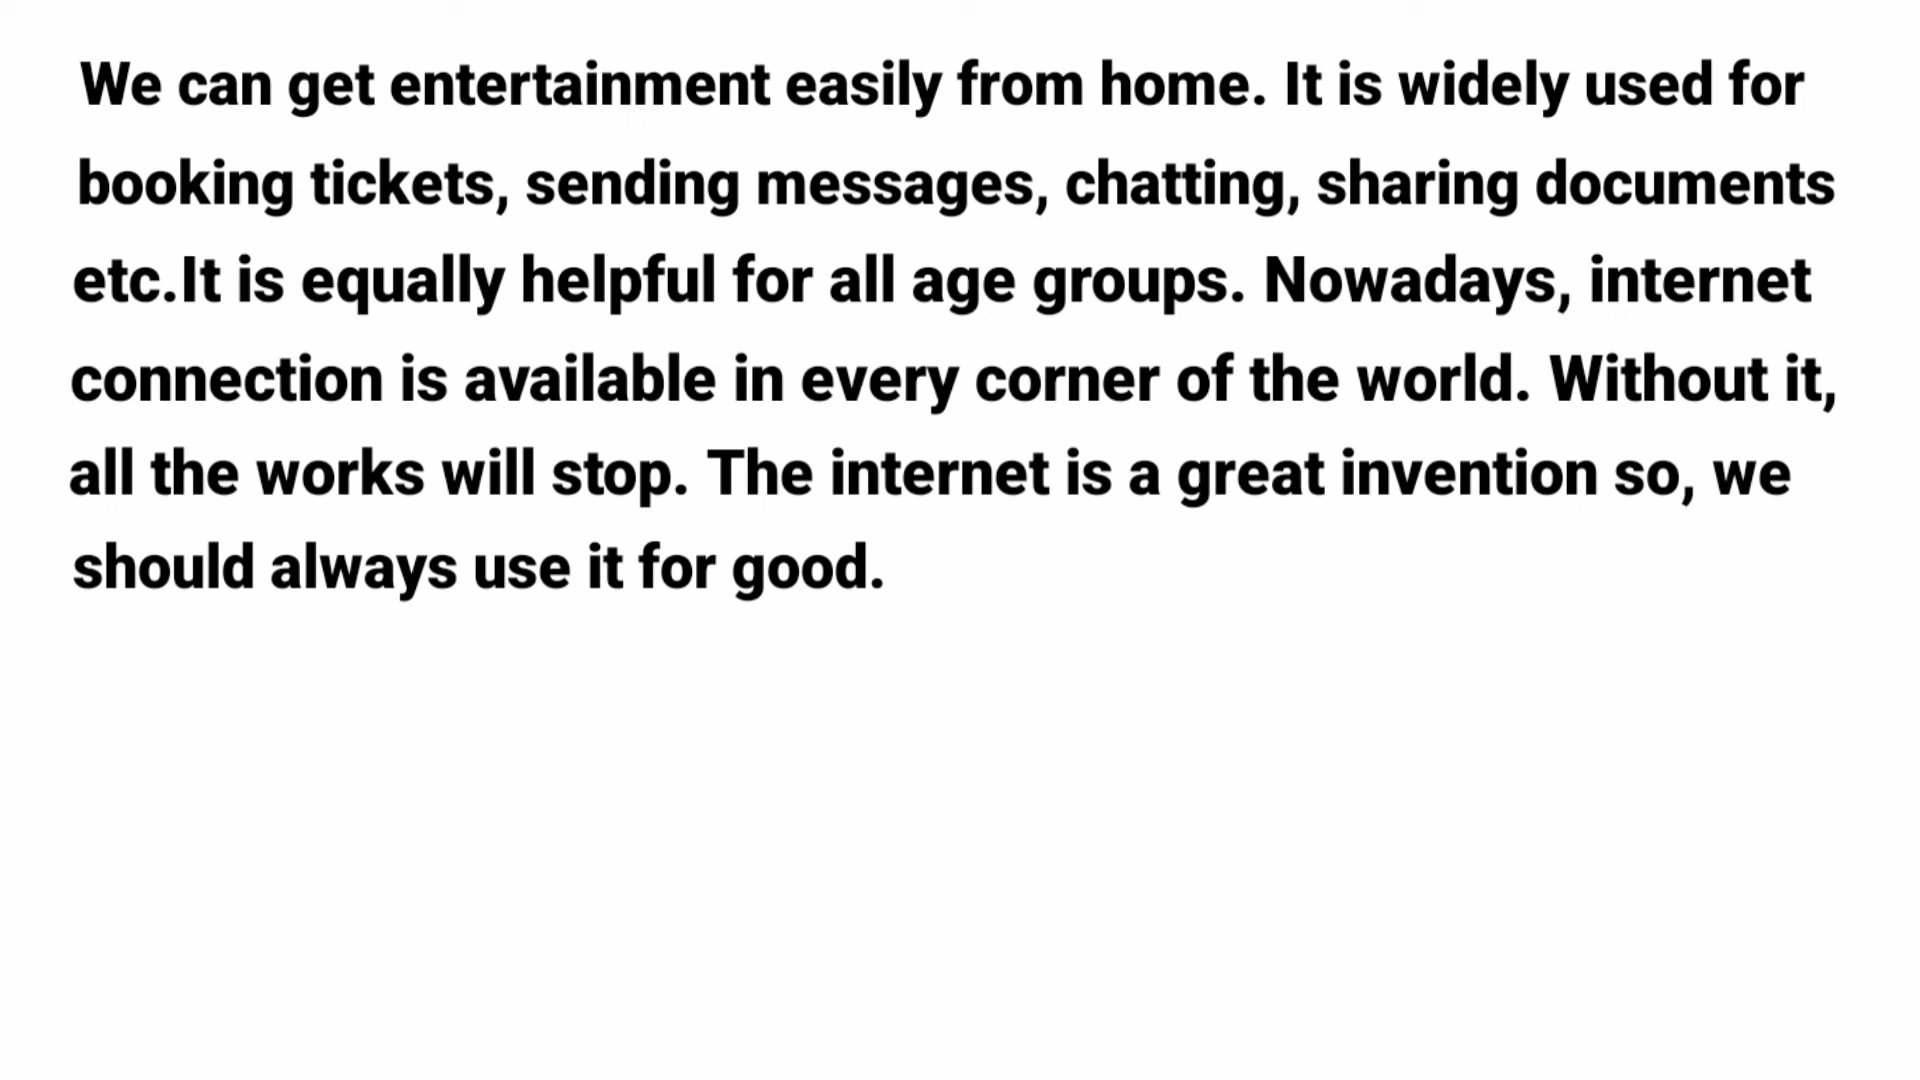 We can get entertainment easily from home. It is widely used for
booking tickets, sending messages, chatting, sharing documents
etc.It is equally helpful for all age groups. Nowadays, internet
connection is available in every corner of the world. Without it,
all the works will stop. The internet is a great invention so, we
should always use it for good.